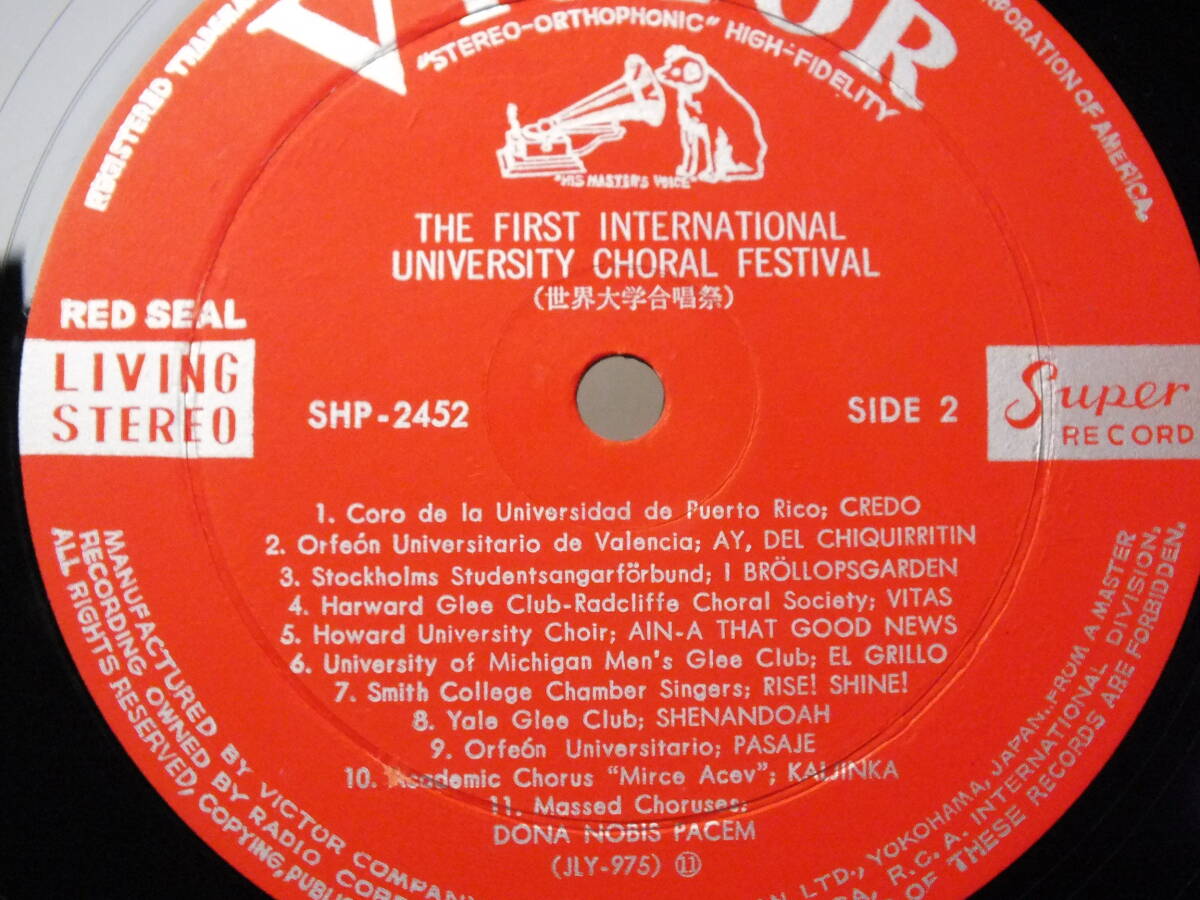 VICTOR
"STEREO-ORTHOPHONIC" HIGH-FIDELITY
REGISTERED
CORPORATION OF AMERICA.
"HIS MASTER'S VOICE"
THE FIRST INTERNATIONAL
UNIVERSITY CHORAL FESTIVAL
(世界大学合唱祭)
RED SEAL
LIVING
STEREO
SHP-2452
SIDE 2
Super
RECORD
1. Coro de la Universidad de Puerto Rico; CREDO
2. Orfeón Universitario de Valencia; AY, DEL CHIQUIRRITIN
3. Stockholms Studentsangarförbund; I BRÖLLOPSGARDEN
4. Harward Glee Club-Radcliffe Choral Society; VITAS
5. Howard University Choir; AIN-A THAT GOOD NEWS
6. University of Michigan Men's Glee Club; EL GRILLO
7. Smith College Chamber Singers; RISE! SHINE!
8. Yale Glee Club; SHENANDOAH
9. Orfeón Universitario; PASAJE
10. Academic Chorus "Mirce Acev"; KAIJINKA
11. Massed Choruses;
DONA NOBIS PACEM
(JLY-975) ⑪
MANUFACTURED BY VICTOR COMPANY LTD., YOKOHAMA, JAPAN, FROM A MASTER
RECORDING OWNED BY RADIO R.C.A. INTERNATIONAL DIVISION,
ALL RIGHTS RESERVED, COPYING, OF THESE RECORDS ARE FORBIDDEN.